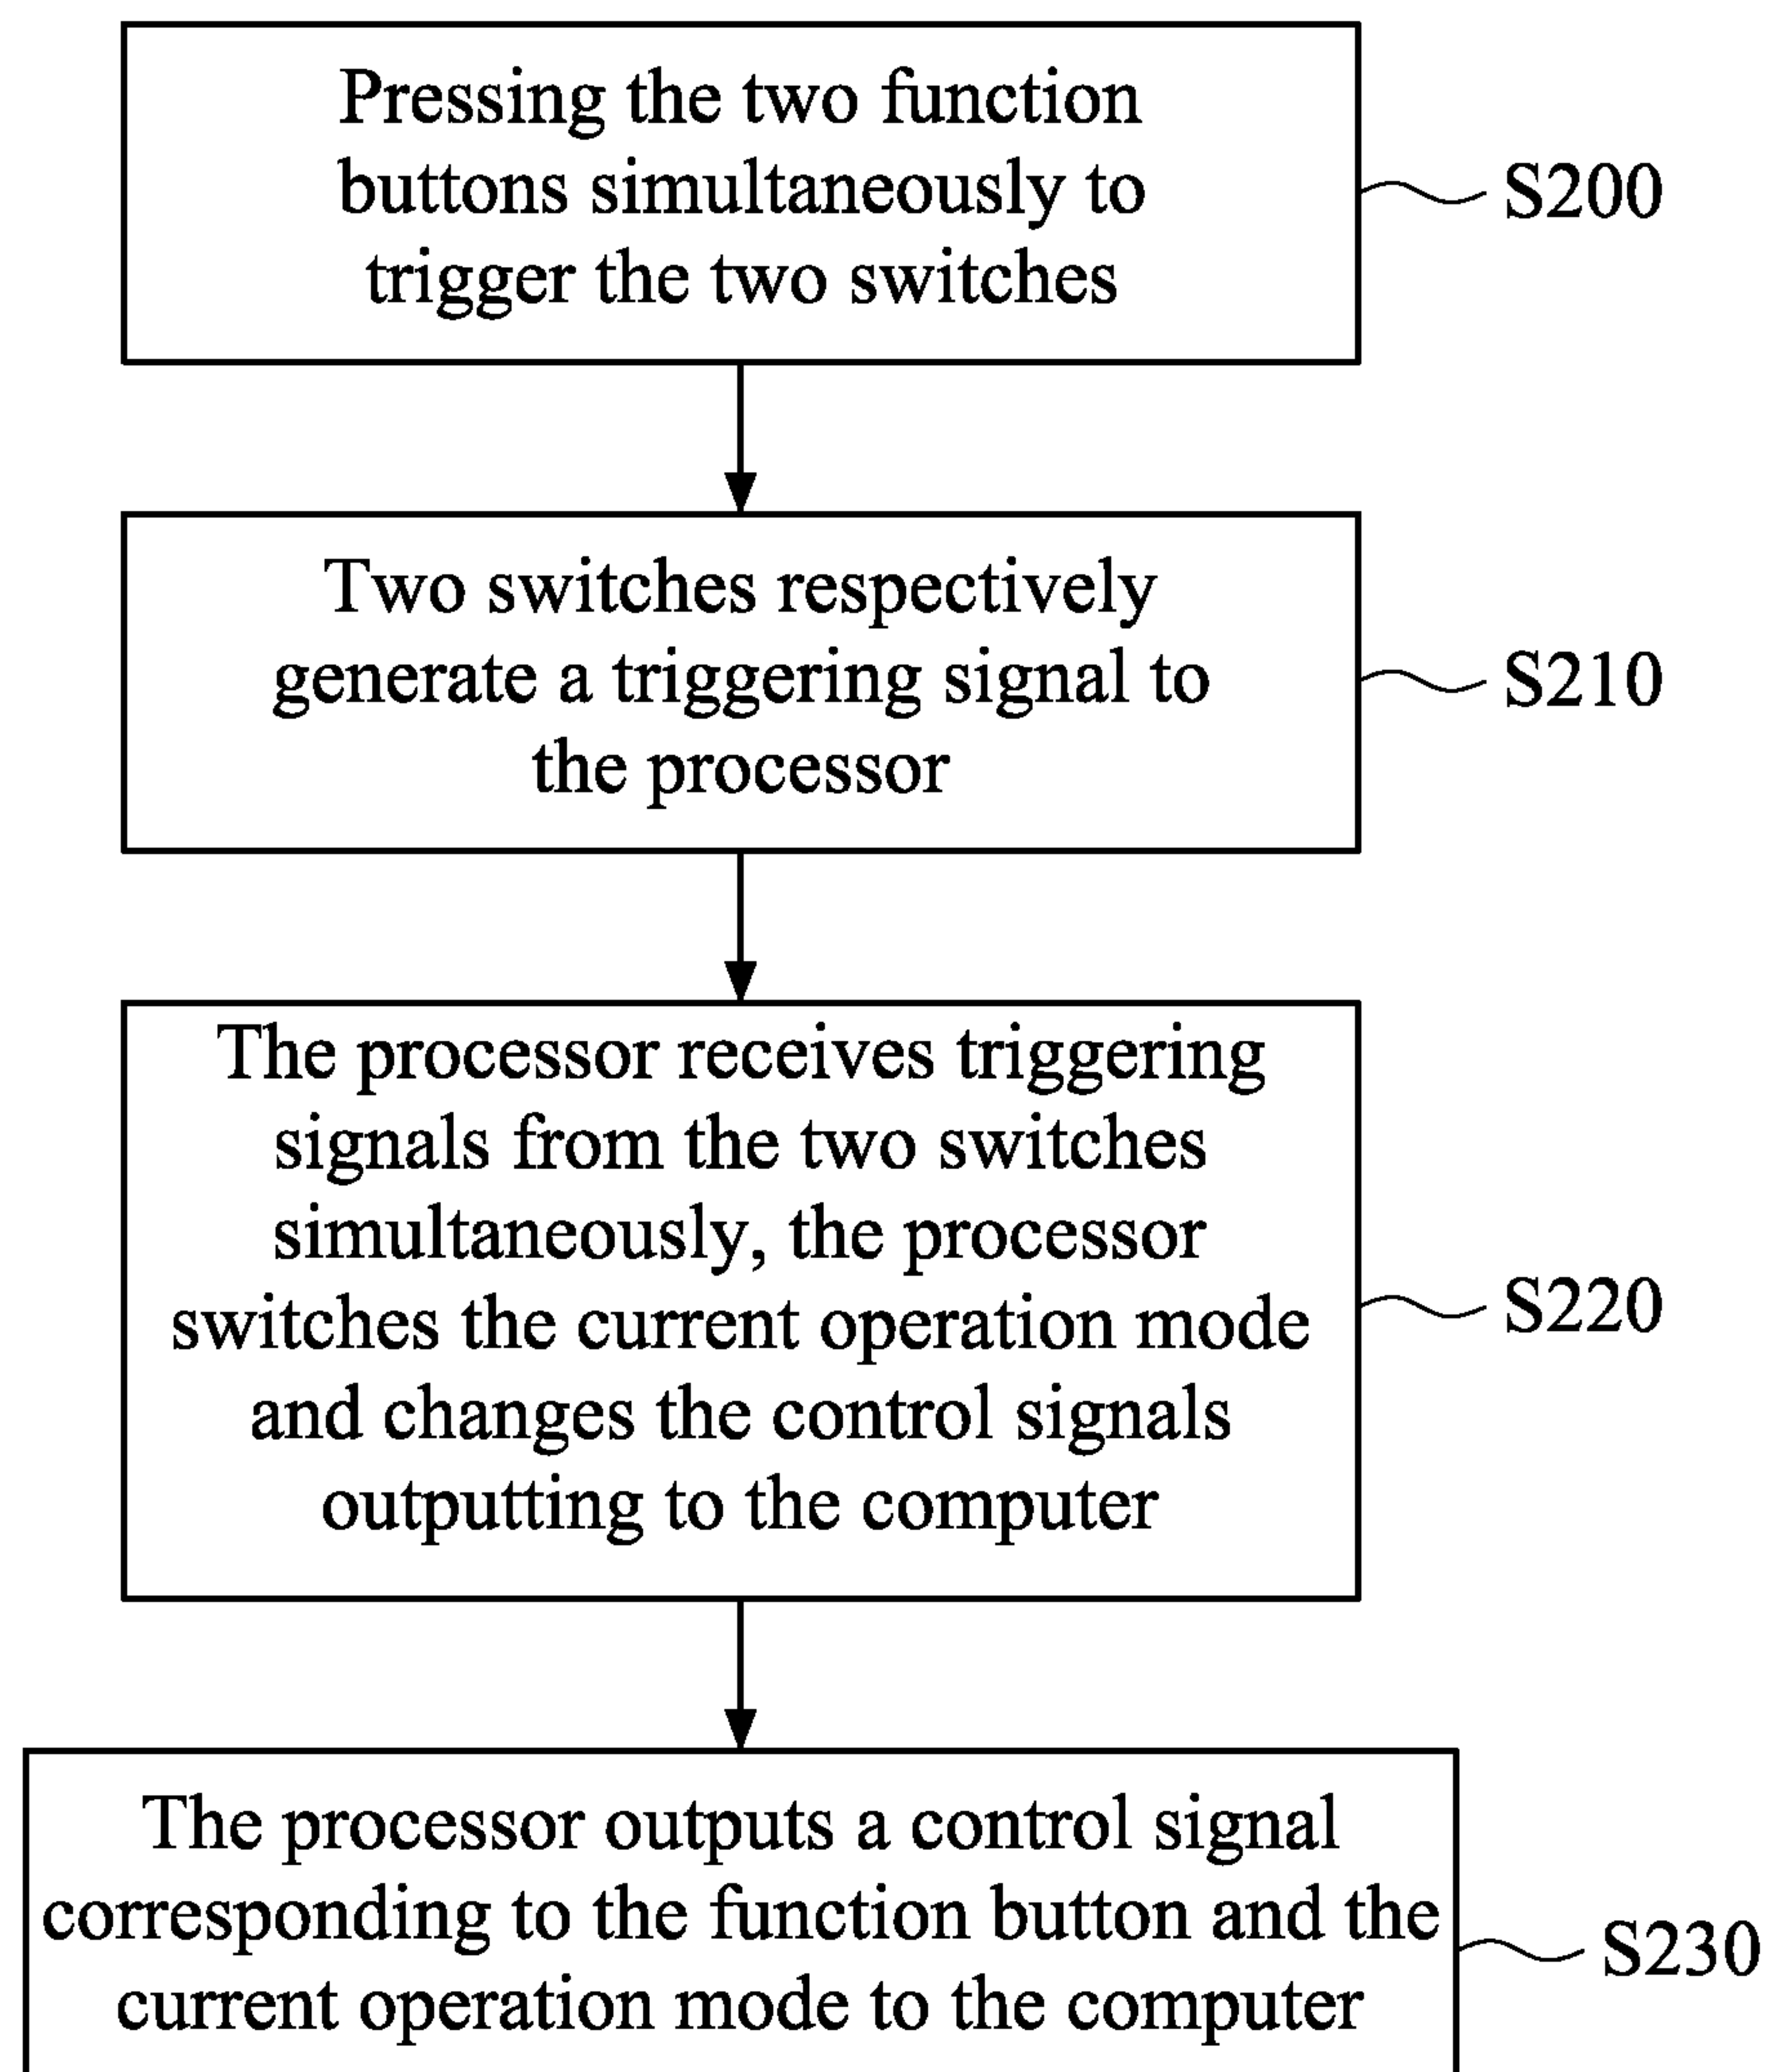 Pressing the two function
buttons simultaneously to
trigger the two switches
S200
Two switches respectively
generate a triggering signal to
the processor
S210
The processor receives triggering
signals from the two switches
simultaneously, the processor
switches the current operation mode
and changes the control signals
outputting to the computer
S220
The processor outputs a control signal
corresponding to the function button and the
current operation mode to the computer
S230